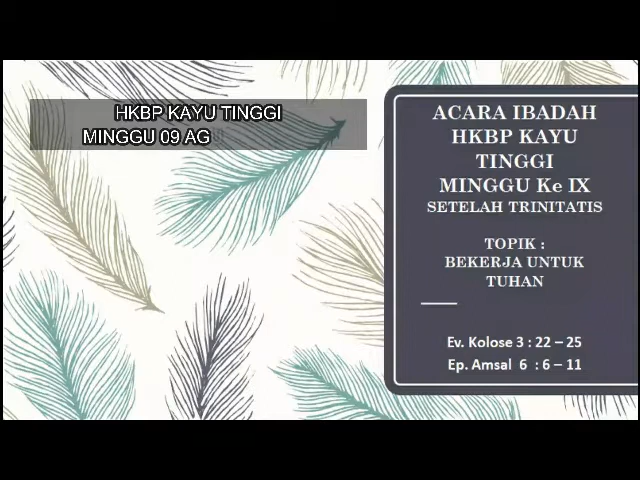 HKBP KAYU TINGGI
MINGGU 09 AG
ACARA IBADAH
HKBP KAYU
TINGGI
MINGGU Ke IX
SETELAH TRINITATIS
TOPIK :
BEKERJA UNTUK
TUHAN
Ev. Kolose 3 : 22 – 25
Ep. Amsal 6 : 6 – 11